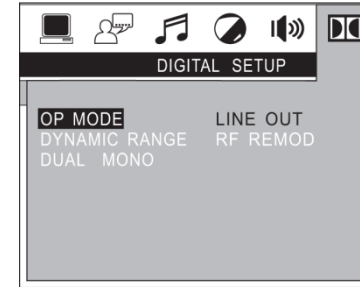 DIGITAL SETUP
OP MODE LINE OUT
DYNAMIC RANGE RF REMOD
DUAL MONO